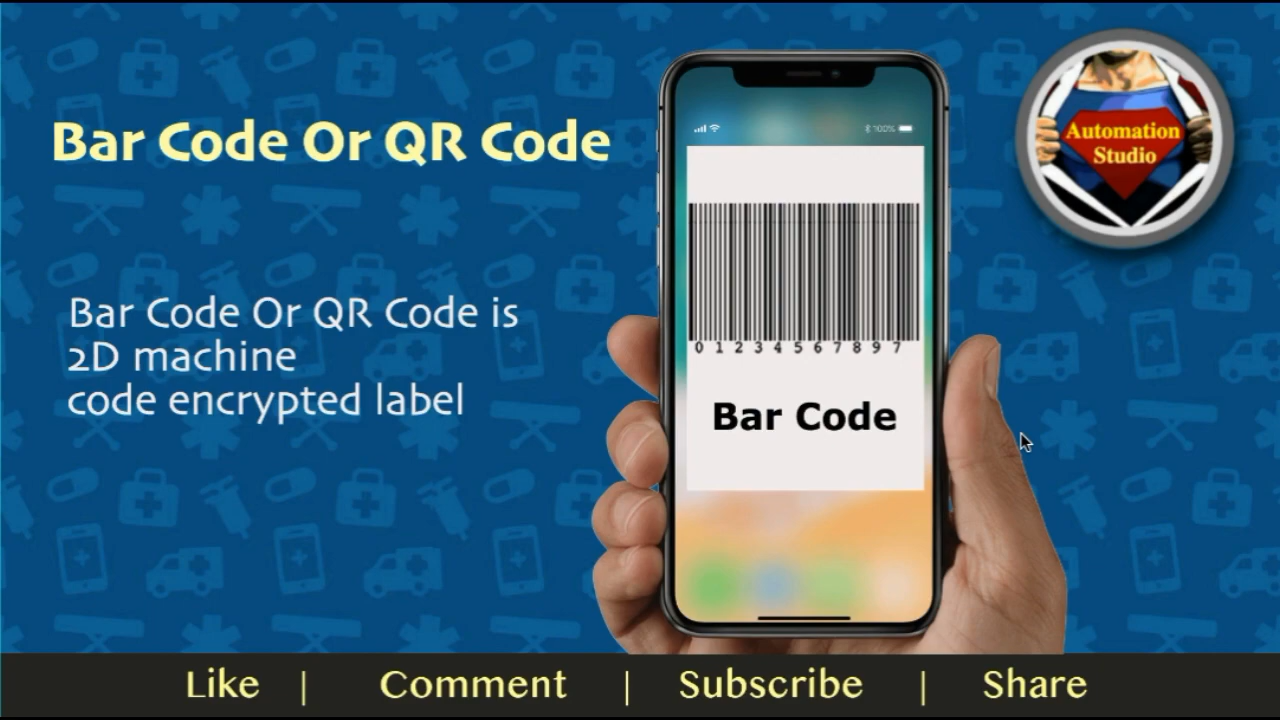 Bar Code Or QR Code
Automation
Studio
100%
Bar Code Or QR Code is
2D machine
code encrypted label
0 1 2 3 4 5 6 7 8 9 7
Bar Code
Like | Comment | Subscribe | Share